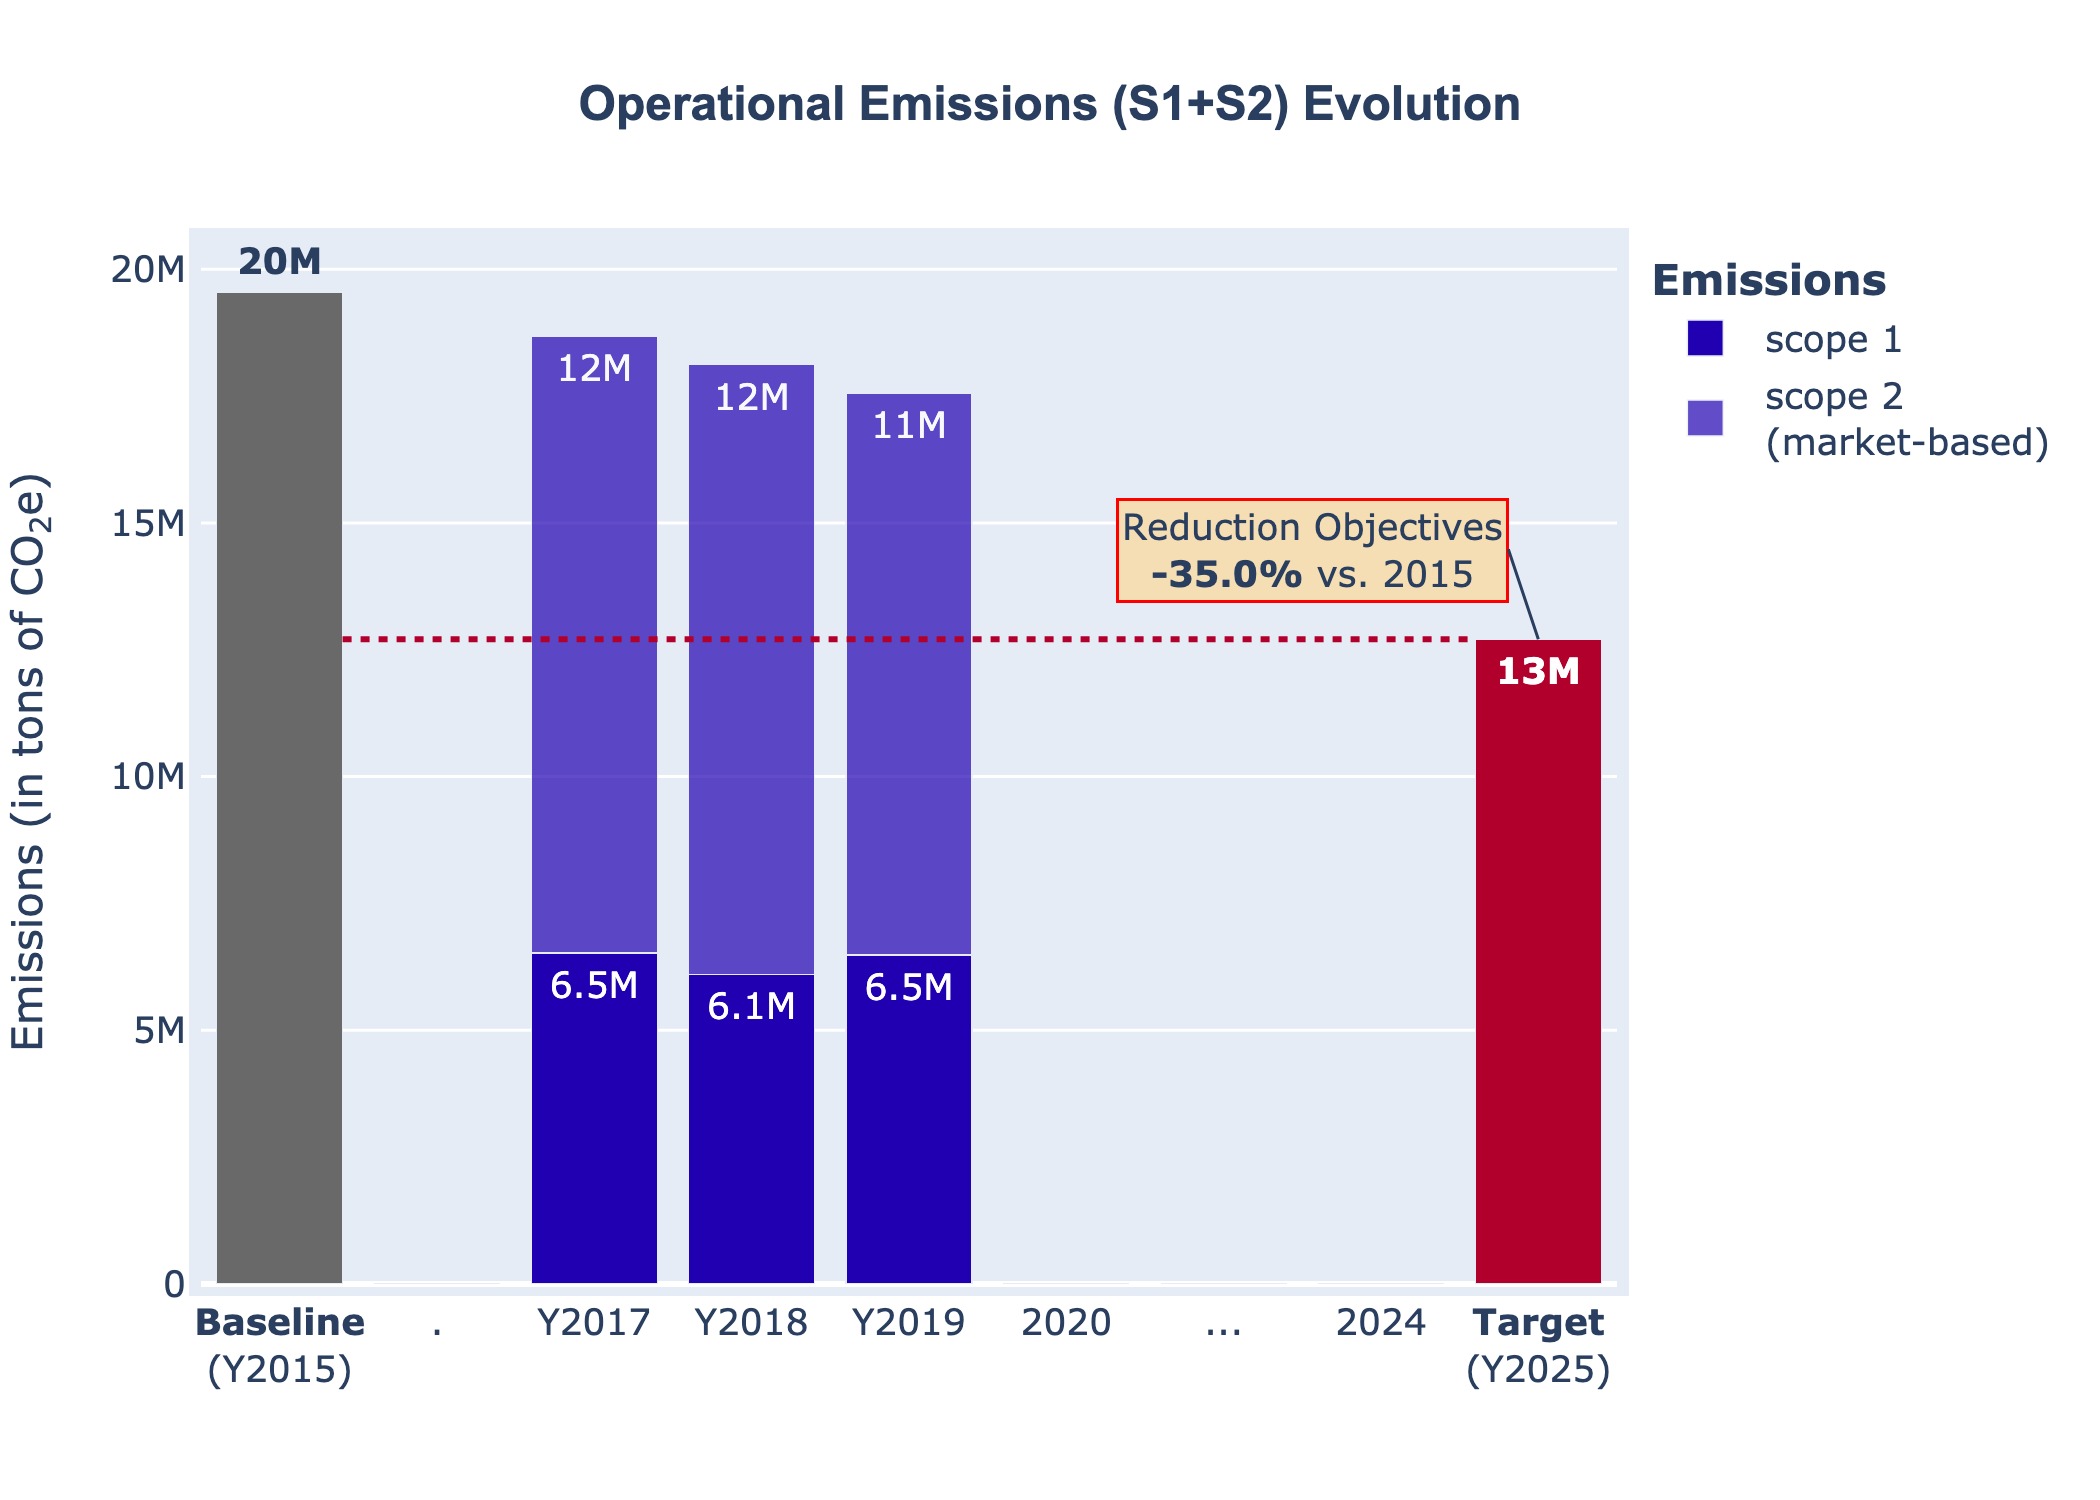 Operational Emissions (S1+S2) Evolution
Emissions (in tons of CO₂e)
20M
15M
10M
5M
0
20M
12M
12M
11M
6.5M
6.1M
6.5M
Reduction Objectives
-35.0% vs. 2015
13M
Baseline
(Y2015)
.
Y2017
Y2018
Y2019
2020
...
2024
Target
(Y2025)
Emissions
scope 1
scope 2
(market-based)